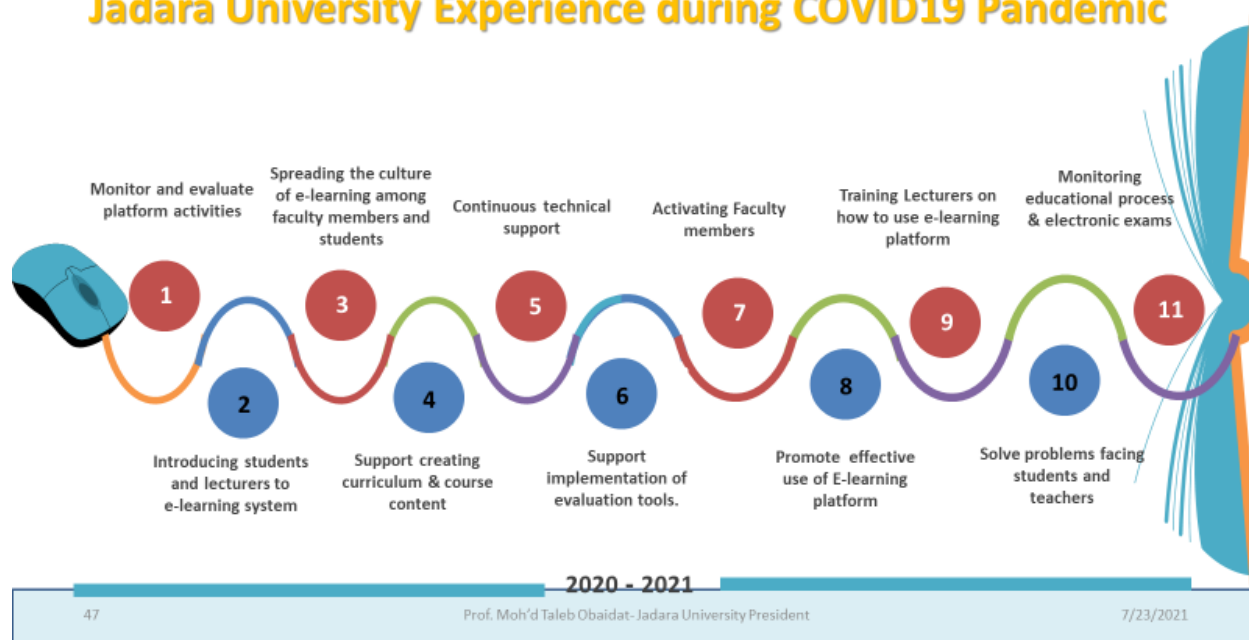 Jadara University Experience during COVID19 Pandemic
Monitor and evaluate
platform activities
1
2
Introducing students
and lecturers to
e-learning system
Spreading the culture
of e-learning among
faculty members and
students
3
4
Support creating
curriculum & course
content
Continuous technical
support
5
6
Support
implementation of
evaluation tools.
Activating Faculty
members
7
8
Promote effective
use of E-learning
platform
Training Lecturers on
how to use e-learning
platform
9
10
Solve problems facing
students and
teachers
Monitoring
educational process
& electronic exams
11
2020 - 2021
47
Prof. Moh'd Taleb Obaidat- Jadara University President
7/23/2021